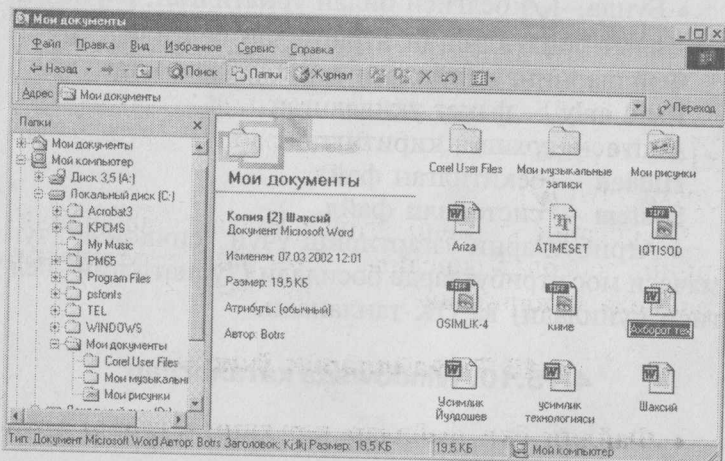 Мои документы
Файл Правка Вид Избранное Сервис Справка
Назад Поиск Папки Журнал
Адрес Мои документы Переход
Папки
Мои документы
Мой компьютер
Диск 3,5 (A:)
Локальный диск (C:)
Acrobat3
KPCMS
My Music
PM65
Program Files
psfonts
TEL
WINDOWS
Мои документы
Corel User Files
Мои музыкальн
Мои рисунки
Мои документы
Копия (2) Шахсий
Документ Microsoft Word
Изменен: 07.03.2002 12:01
Размер: 19,5 КБ
Атрибуты: (обычный)
Автор: Botrs
Corel User Files
Мои музыкальные
записи
Мои рисунки
Ariza
ATIMESET
IQTISOD
OSIMLIK-4
киме
Ахборот тех
Усимлик
Йулдошев
усимлик
технологияси
Шахсий
Тип: Документ Microsoft Word Автор: Botrs Заголовок: Размер: 19,5 КБ 19,5 КБ Мой компьютер